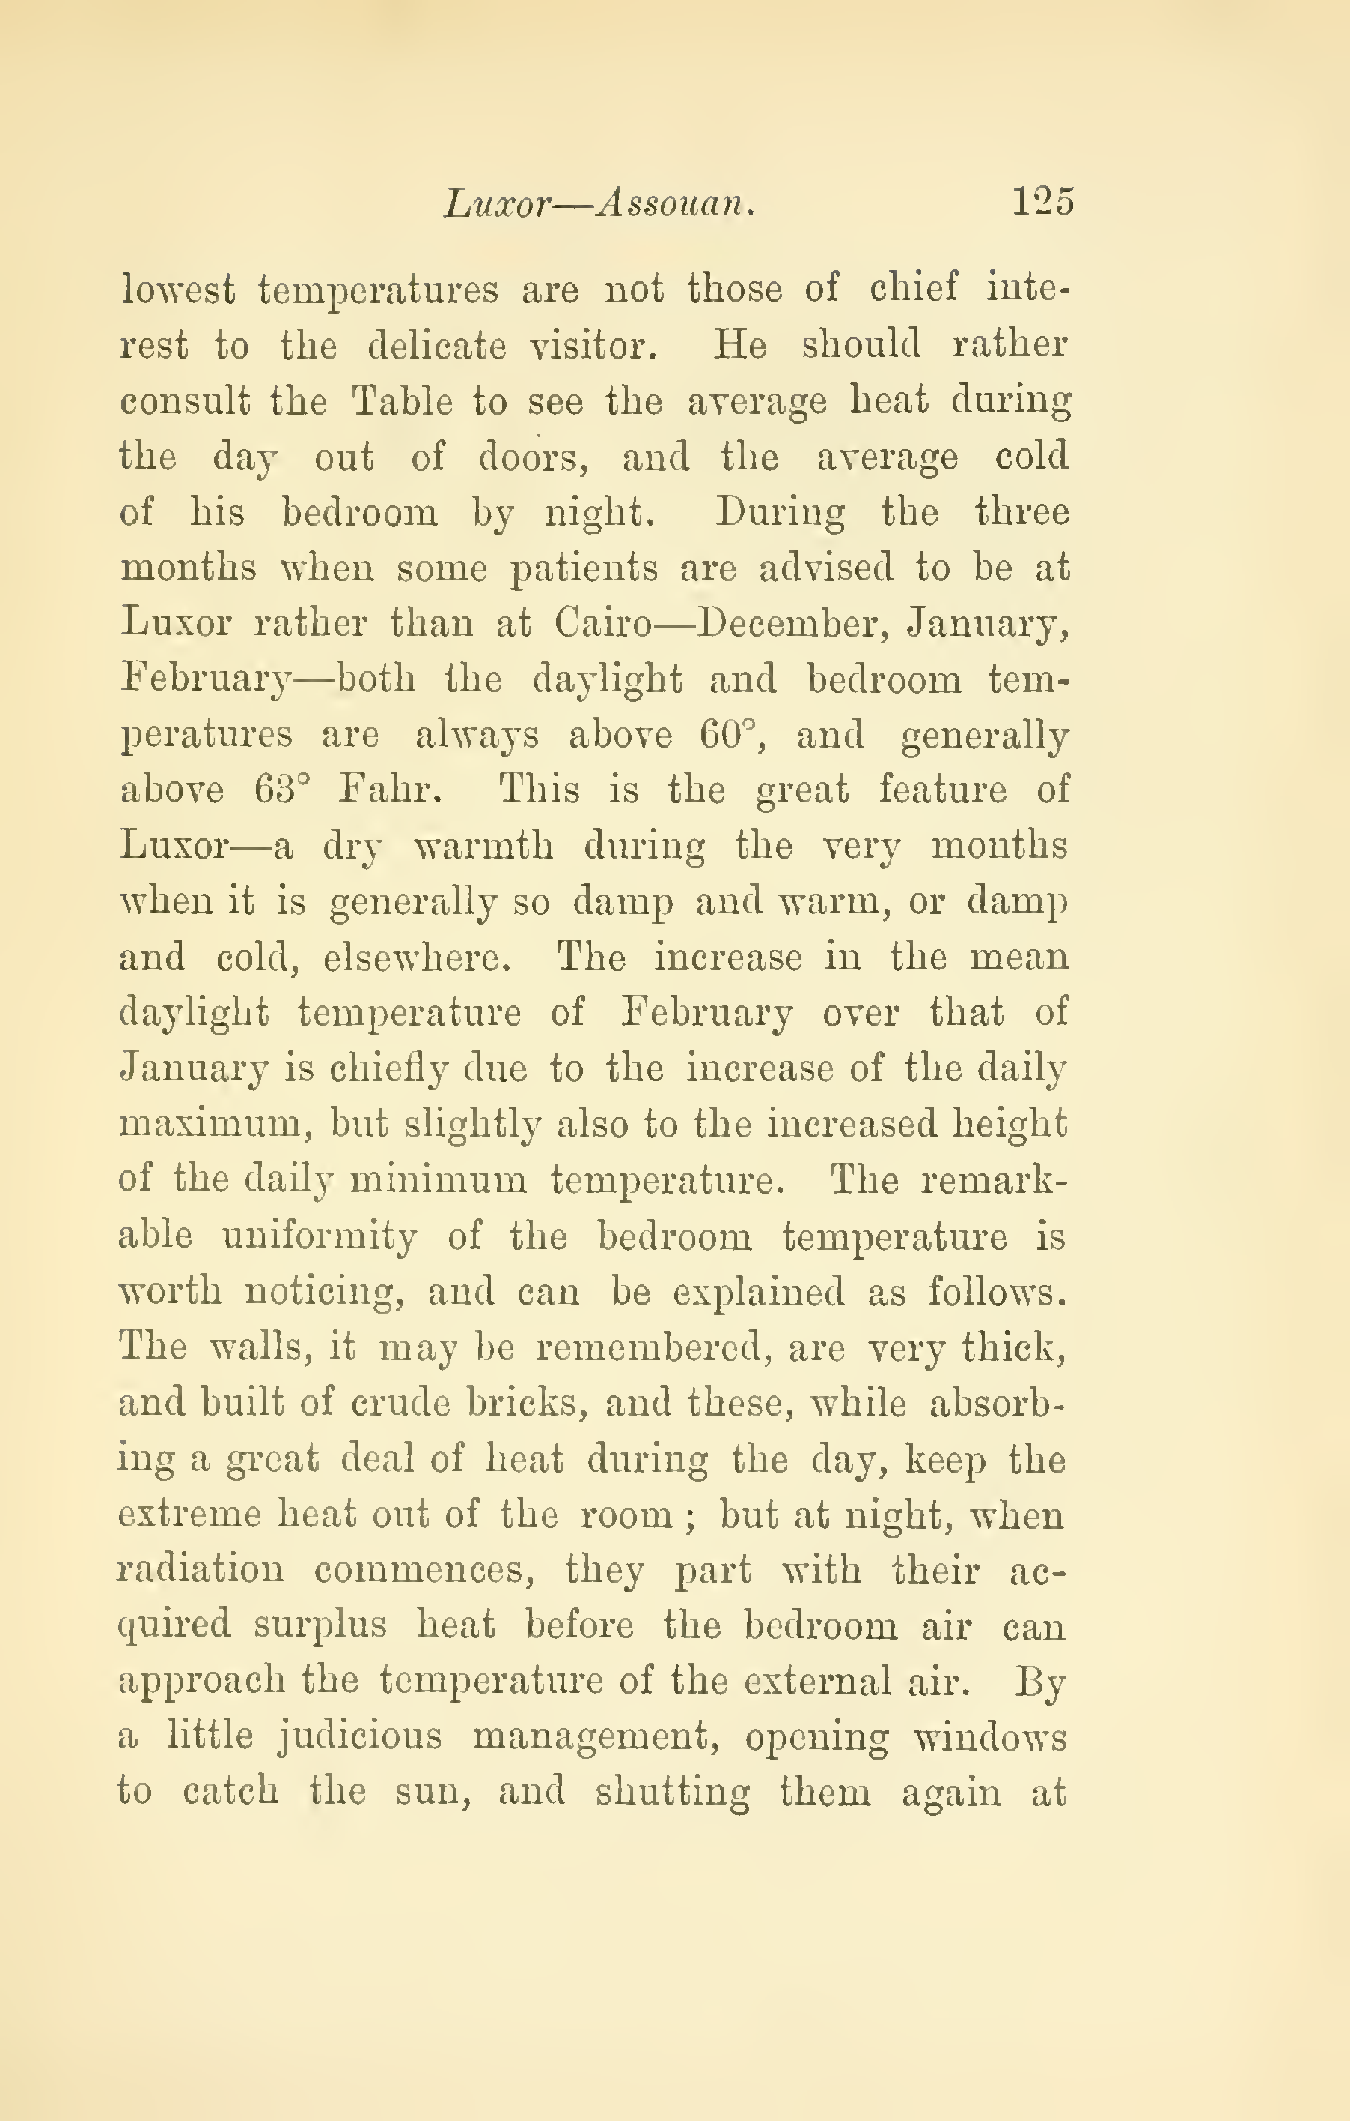 Luxor—Assouan. 125
lowest temperatures are not those of chief inte-
rest to the delicate visitor. He should rather
consult the Table to see the average heat during
the day out of doors, and the average cold
of his bedroom by night. During the three
months when some patients are advised to be at
Luxor rather than at Cairo—December, January,
February—both the daylight and bedroom tem-
peratures are always above 60°, and generally
above 63° Fahr. This is the great feature of
Luxor—a dry warmth during the very months
when it is generally so damp and warm, or damp
and cold, elsewhere. The increase in the mean
daylight temperature of February over that of
January is chiefly due to the increase of the daily
maximum, but slightly also to the increased height
of the daily minimum temperature. The remark-
able uniformity of the bedroom temperature is
worth noticing, and can be explained as follows.
The walls, it may be remembered, are very thick,
and built of crude bricks, and these, while absorb-
ing a great deal of heat during the day, keep the
extreme heat out of the room ; but at night, when
radiation commences, they part with their ac-
quired surplus heat before the bedroom air can
approach the temperature of the external air. By
a little judicious management, opening windows
to catch the sun, and shutting them again at